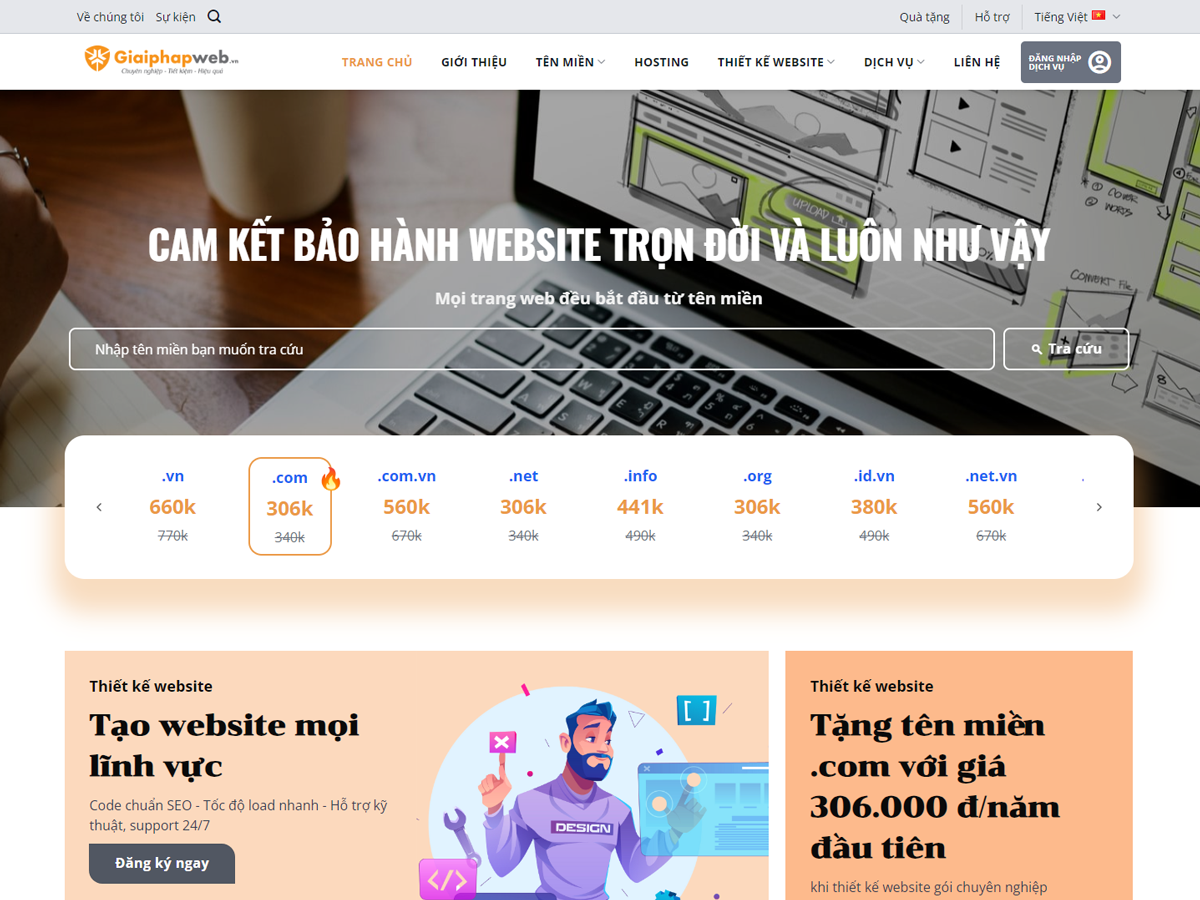 Về chúng tôi
Sự kiện
Quà tặng
Hỗ trợ
Tiếng Việt
Giaiphapweb.vn
Chuyên nghiệp - Tiết kiệm - Hiệu quả
TRANG CHỦ
GIỚI THIỆU
TÊN MIỀN
HOSTING
THIẾT KẾ WEBSITE
DỊCH VỤ
LIÊN HỆ
ĐĂNG NHẬP
DỊCH VỤ
CAM KẾT BẢO HÀNH WEBSITE TRỌN ĐỜI VÀ LUÔN NHƯ VẬY
Mọi trang web đều bắt đầu từ tên miền
Nhập tên miền bạn muốn tra cứu
Tra cứu
.vn
660k
770k
.com
306k
340k
.com.vn
560k
670k
.net
306k
340k
.info
441k
490k
.org
306k
340k
.id.vn
380k
490k
.net.vn
560k
670k
Thiết kế website
Tạo website mọi
lĩnh vực
Code chuẩn SEO - Tốc độ load nhanh - Hỗ trợ kỹ
thuật, support 24/7
Đăng ký ngay
DESIGN
Thiết kế website
Tặng tên miền
.com với giá
306.000 đ/năm
đầu tiên
khi thiết kế website gói chuyên nghiệp